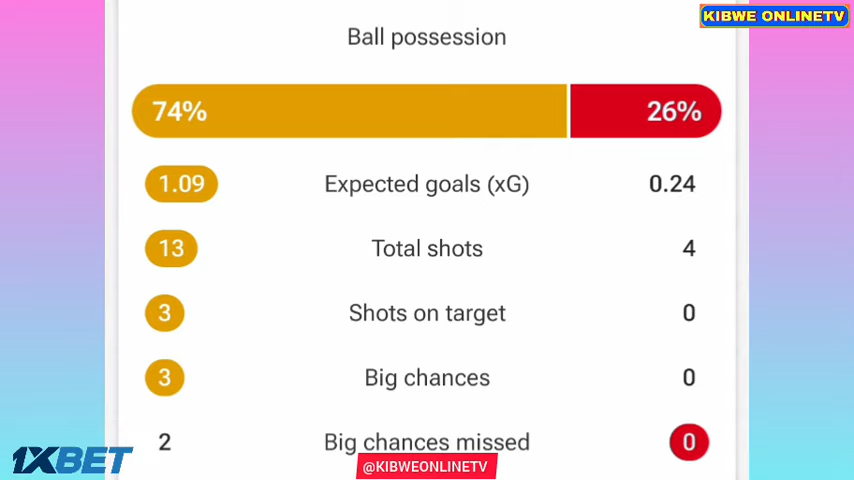 KIBWE ONLINETV
Ball possession
74% 26%
1.09 Expected goals (xG) 0.24
13 Total shots 4
3 Shots on target 0
3 Big chances 0
2 Big chances missed 0
1XBET
@KIBWEONLINETV